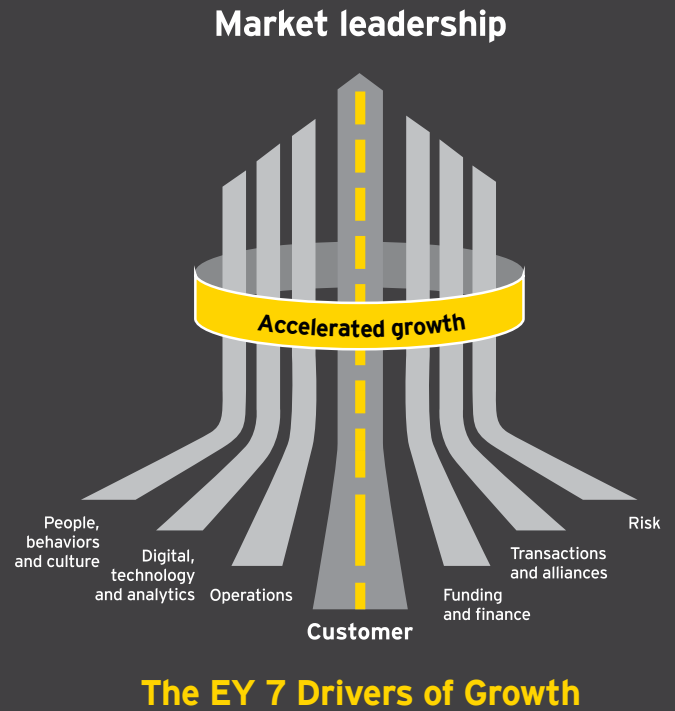 Market leadership
Accelerated growth
People,
behaviors
and culture
Digital,
technology
and analytics
Operations
Customer
Funding
and finance
Transactions
and alliances
Risk
The EY 7 Drivers of Growth